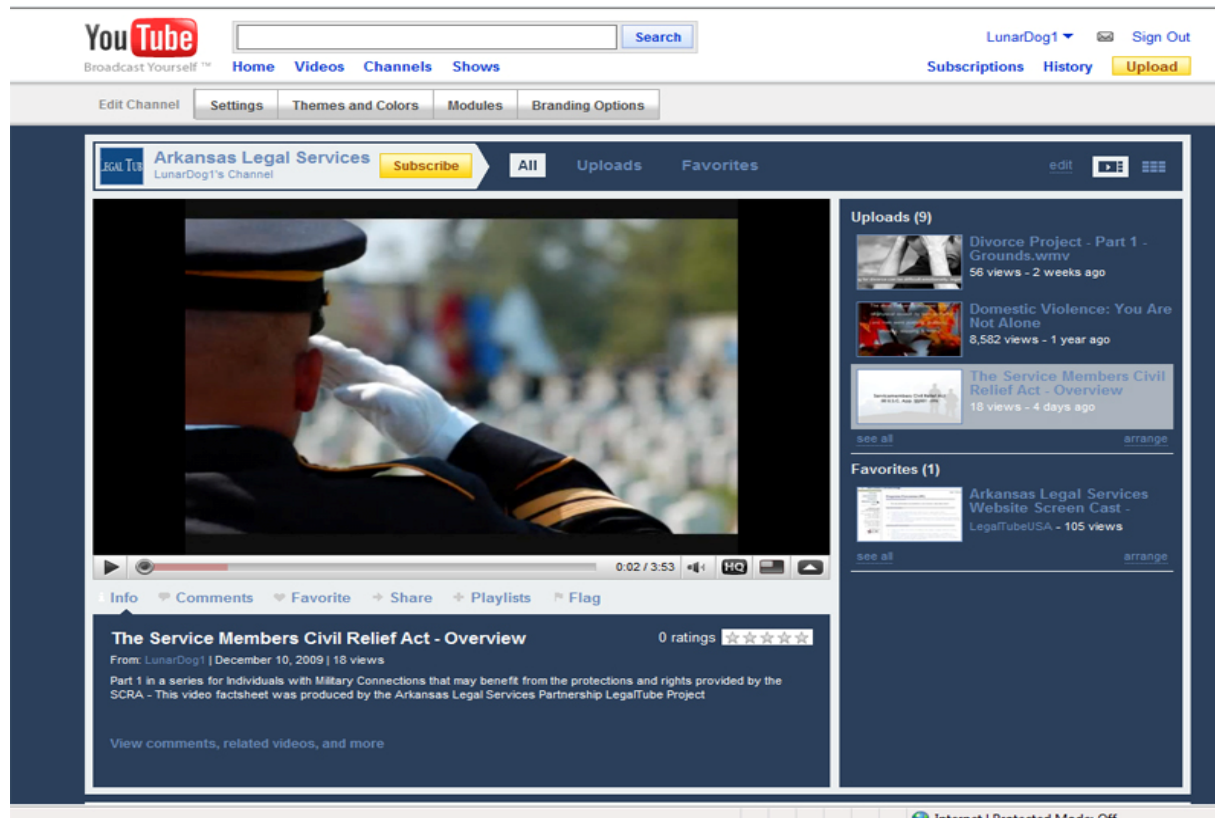 You Tube
Search
LunarDog1
Sign Out
Broadcast Yourself ™
Home
Videos
Channels
Shows
Subscriptions
History
Upload
Edit Channel
Settings
Themes and Colors
Modules
Branding Options
Arkansas Legal Services
LunarDog1's Channel
Subscribe
All
Uploads
Favorites
edit
Uploads (9)
Divorce Project - Part 1 -
Grounds.wmv
56 views - 2 weeks ago
Domestic Violence: You Are
Not Alone
8,582 views - 1 year ago
The Service Members Civil
Relief Act - Overview
18 views - 4 days ago
see all
arrange
Favorites (1)
Arkansas Legal Services
Website Screen Cast -
LegalTubeUSA - 105 views
see all
arrange
0:02 / 3:53
HQ
Info
Comments
Favorite
Share
Playlists
Flag
The Service Members Civil Relief Act - Overview
0 ratings
From: LunarDog1 | December 10, 2009 | 18 views
Part 1 in a series for Individuals with Military Connections that may benefit from the protections and rights provided by the
SCRA - This video factsheet was produced by the Arkansas Legal Services Partnership LegalTube Project
View comments, related videos, and more
Internet | Protected Mode: Off